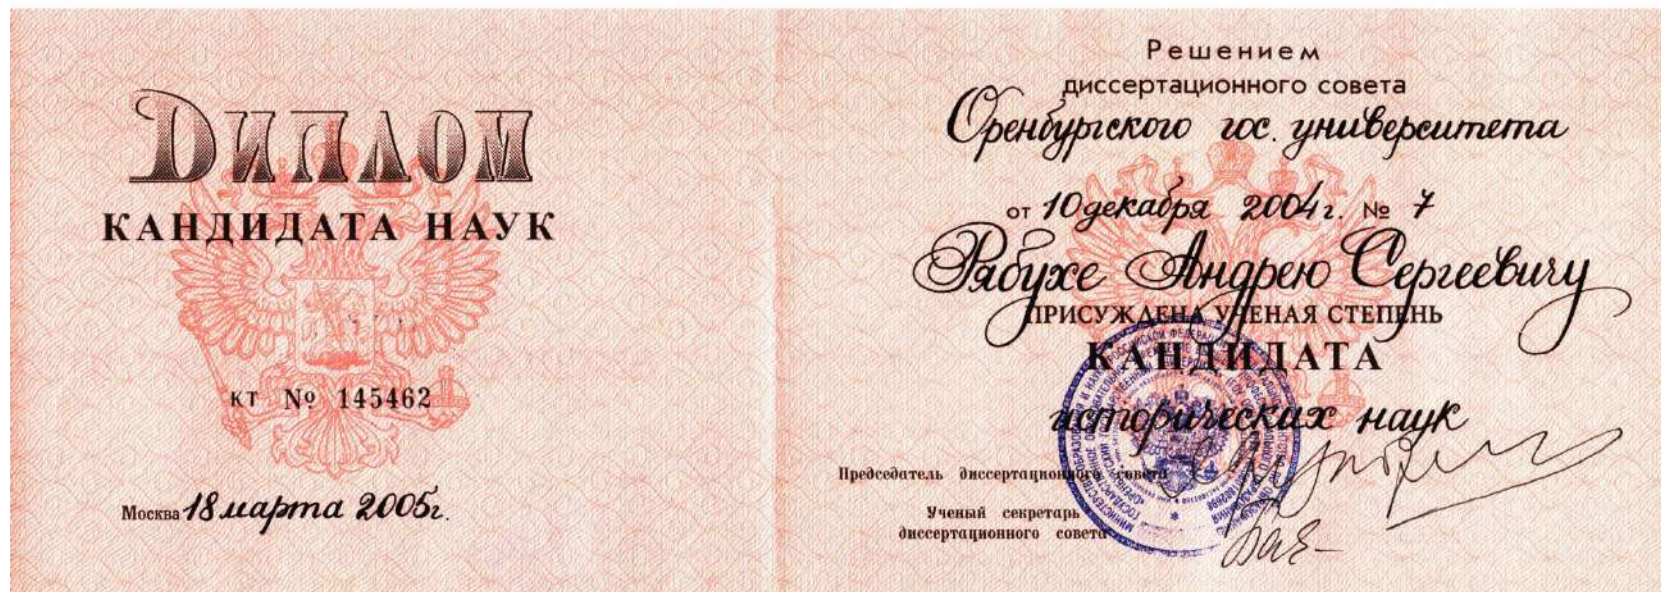 ДИПЛОМ
КАНДИДАТА НАУК
КТ № 145462
Москва 18 марта 2005г.
Решением
диссертационного совета
Оренбургского гос. университета
от 10 декабря 2004г. № 7
Рябухе Андрею Сергеевичу
ПРИСУЖДЕНА УЧЕНАЯ СТЕПЕНЬ
КАНДИДАТА
исторических наук
Председатель диссертационного совета
Ученый секретарь
диссертационного совета